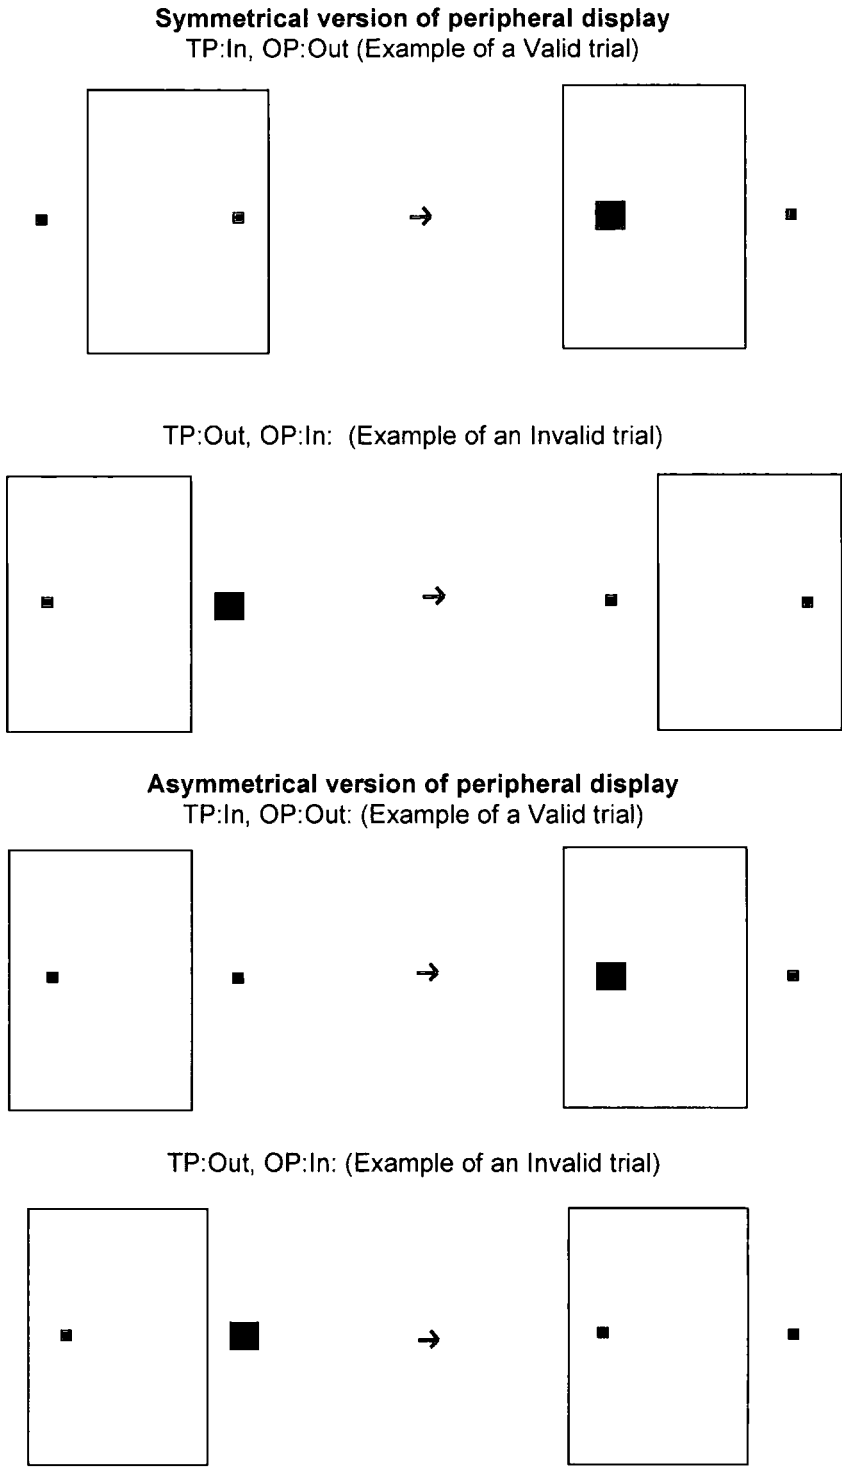 Symmetrical version of peripheral display
TP:In, OP:Out (Example of a Valid trial)
TP:Out, OP:In: (Example of an Invalid trial)
Asymmetrical version of peripheral display
TP:In, OP:Out: (Example of a Valid trial)
TP:Out, OP:In: (Example of an Invalid trial)